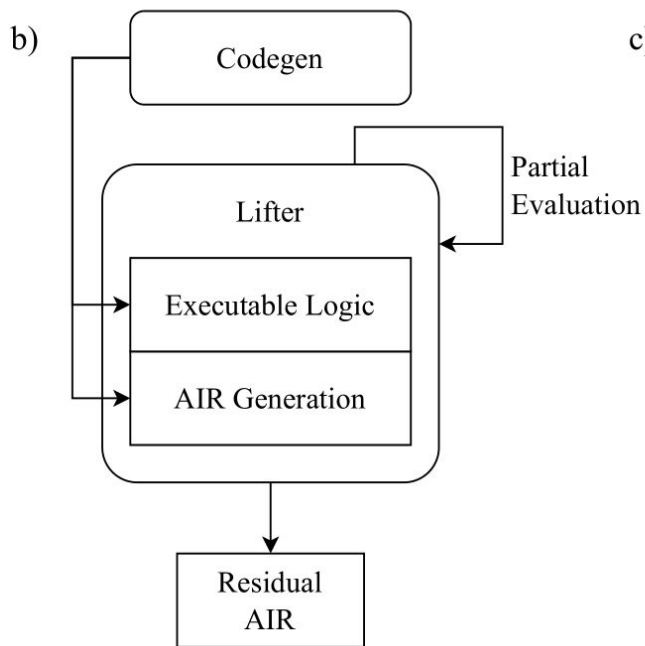 b)
Codegen
c)
Lifter
Partial
Evaluation
Executable Logic
AIR Generation
Residual
AIR